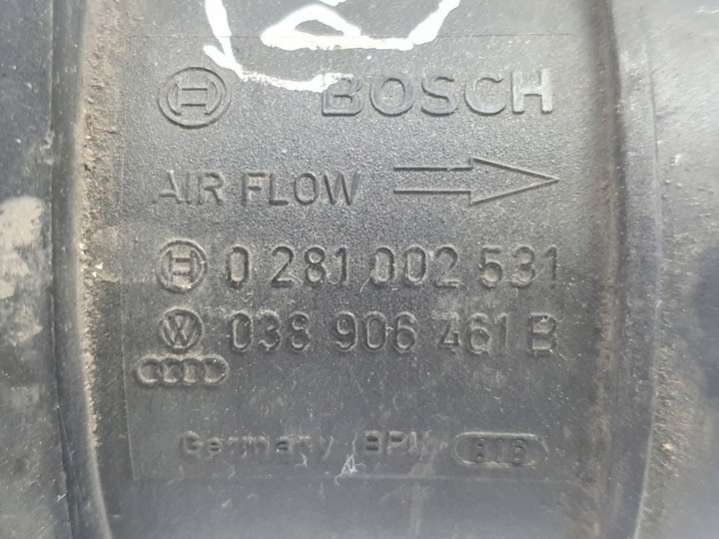 BOSCH
AIR FLOW
0 281 002 531
038 906 461 B
Germany